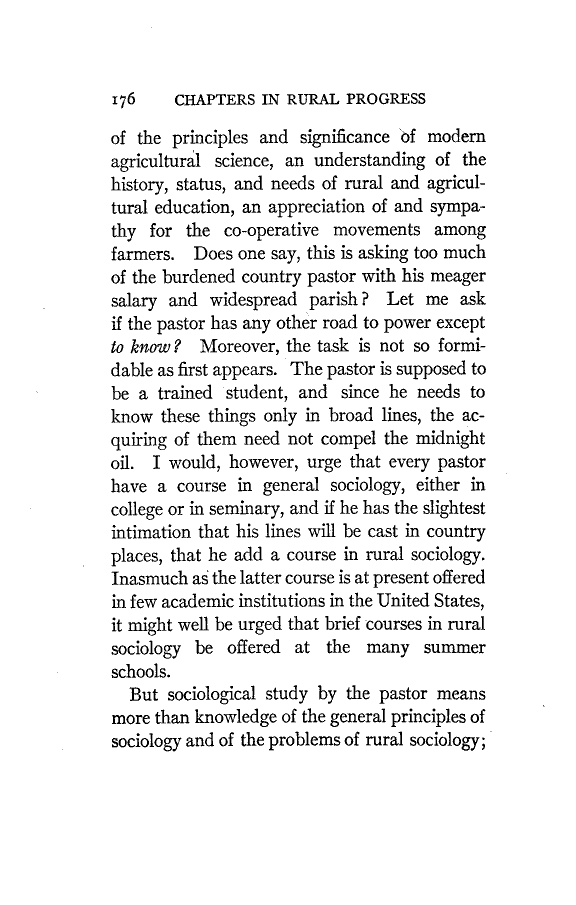 176 CHAPTERS IN RURAL PROGRESS
of the principles and significance of modern
agricultural science, an understanding of the
history, status, and needs of rural and agricul-
tural education, an appreciation of and sympa-
thy for the co-operative movements among
farmers. Does one say, this is asking too much
of the burdened country pastor with his meager
salary and widespread parish? Let me ask
if the pastor has any other road to power except
to know? Moreover, the task is not so formi-
dable as first appears. The pastor is supposed to
be a trained student, and since he needs to
know these things only in broad lines, the ac-
quiring of them need not compel the midnight
oil. I would, however, urge that every pastor
have a course in general sociology, either in
college or in seminary, and if he has the slightest
intimation that his lines will be cast in country
places, that he add a course in rural sociology.
Inasmuch as the latter course is at present offered
in few academic institutions in the United States,
it might well be urged that brief courses in rural
sociology be offered at the many summer
schools.
But sociological study by the pastor means
more than knowledge of the general principles of
sociology and of the problems of rural sociology;